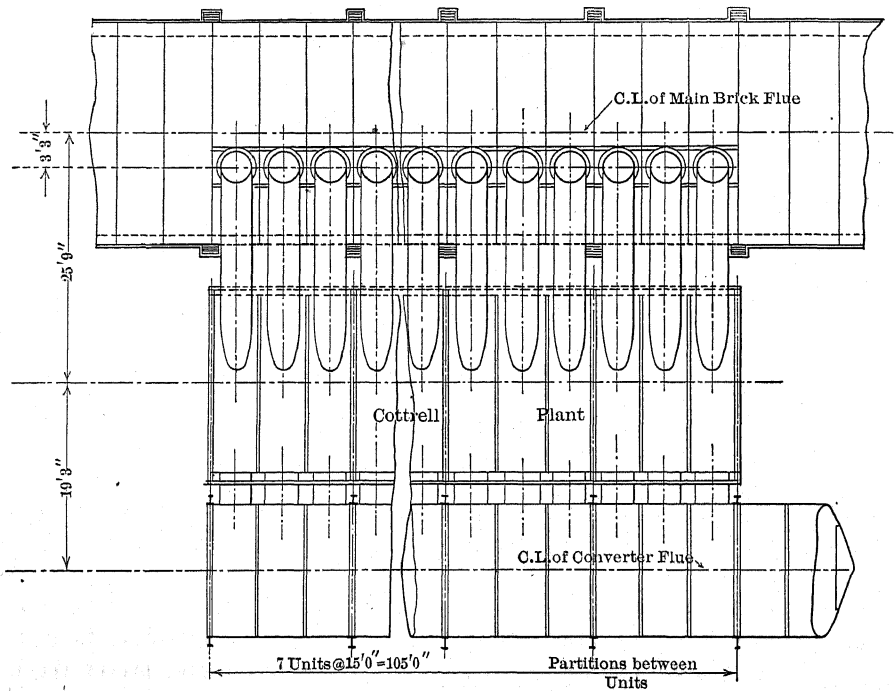 C.L.of Main Brick Flue
3'3"
25'9"
Cottrell Plant
19'3"
C.L.of Converter Flue
7 Units@15'0"=105'0"
Partitions between
Units